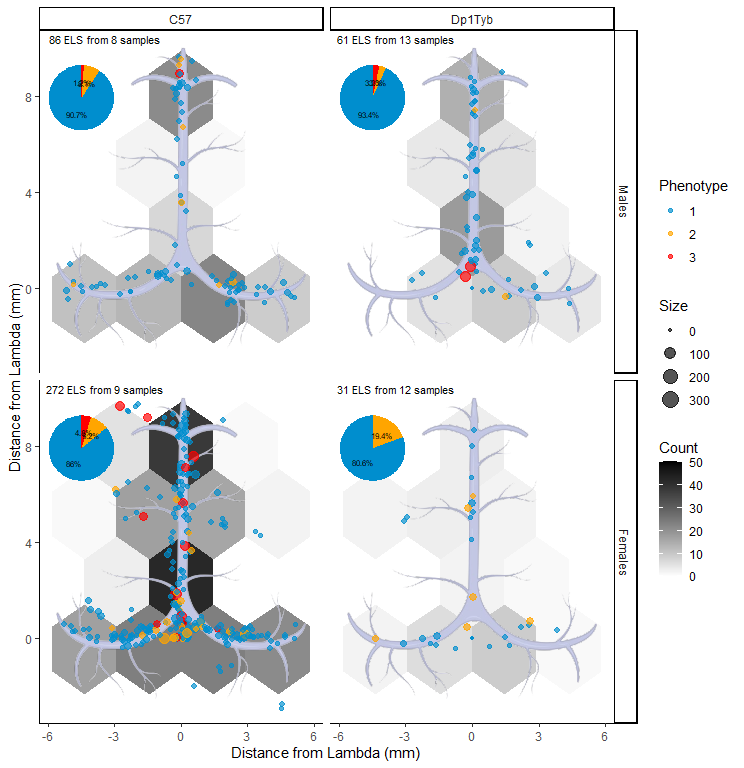 C57
Dp1Tyb
86 ELS from 8 samples
61 ELS from 13 samples
90.7%
93.4%
8
4
0
Males
272 ELS from 9 samples
31 ELS from 12 samples
86%
19.4%
80.6%
8
4
0
Females
-6 -3 0 3 6
-6 -3 0 3 6
Distance from Lambda (mm)
Distance from Lambda (mm)
Phenotype
1
2
3
Size
0
100
200
300
Count
50
40
30
20
10
0